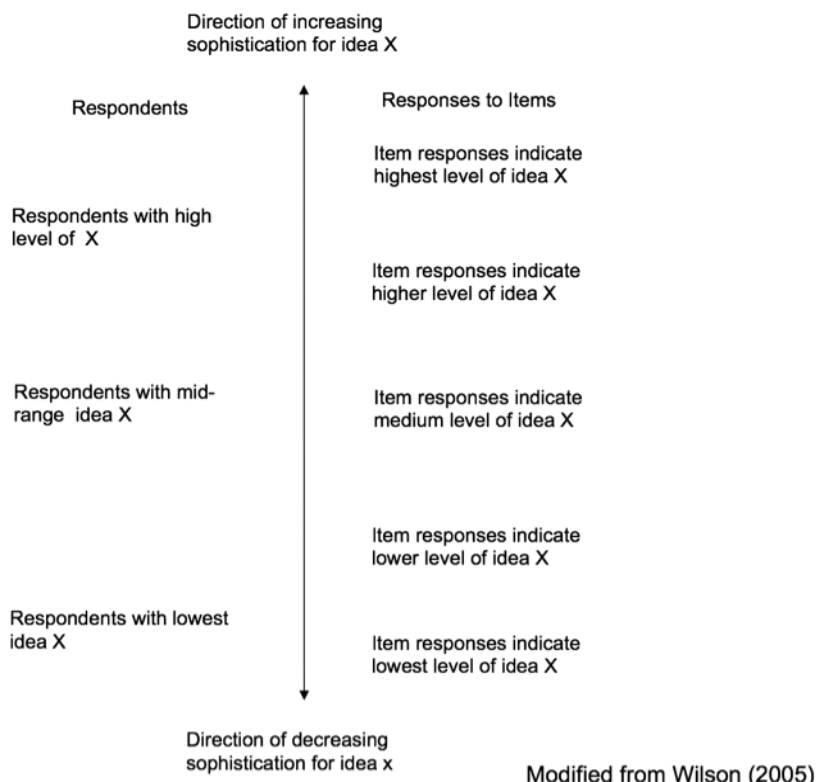 Direction of increasing
sophistication for idea X
Respondents
Responses to Items
Item responses indicate
highest level of idea X
Respondents with high
level of X
Item responses indicate
higher level of idea X
Respondents with mid-
range idea X
Item responses indicate
medium level of idea X
Item responses indicate
lower level of idea X
Respondents with lowest
idea X
Item responses indicate
lowest level of idea X
Direction of decreasing
sophistication for idea x
Modified from Wilson (2005)